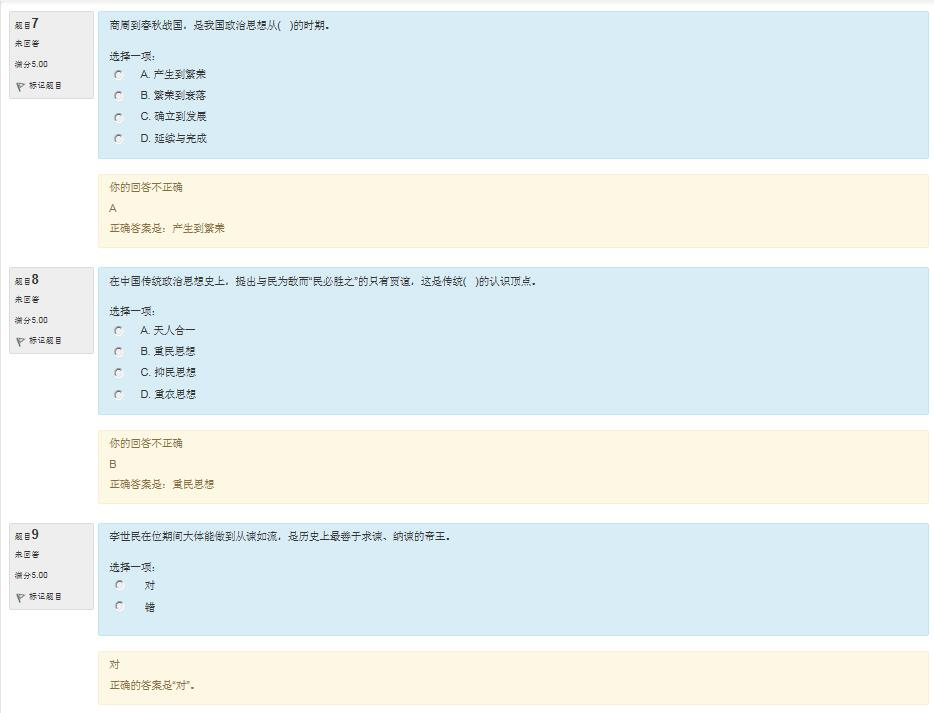 题目7
未回答
满分5.00
标记题目
商周到春秋战国，是我国政治思想从( )的时期。
选择一项：
A. 产生到繁荣
B. 繁荣到衰落
C. 确立到发展
D. 延续与完成
你的回答不正确
A
正确答案是：产生到繁荣
题目8
未回答
满分5.00
标记题目
在中国传统政治思想史上，提出与民为敌而“民必胜之”的只有贾谊，这是传统( )的认识顶点。
选择一项：
A. 天人合一
B. 重民思想
C. 抑民思想
D. 重农思想
你的回答不正确
B
正确答案是：重民思想
题目9
未回答
满分5.00
标记题目
李世民在位期间大体能做到从谏如流，是历史上最善于求谏、纳谏的帝王。
选择一项：
对
错
对
正确的答案是“对”。